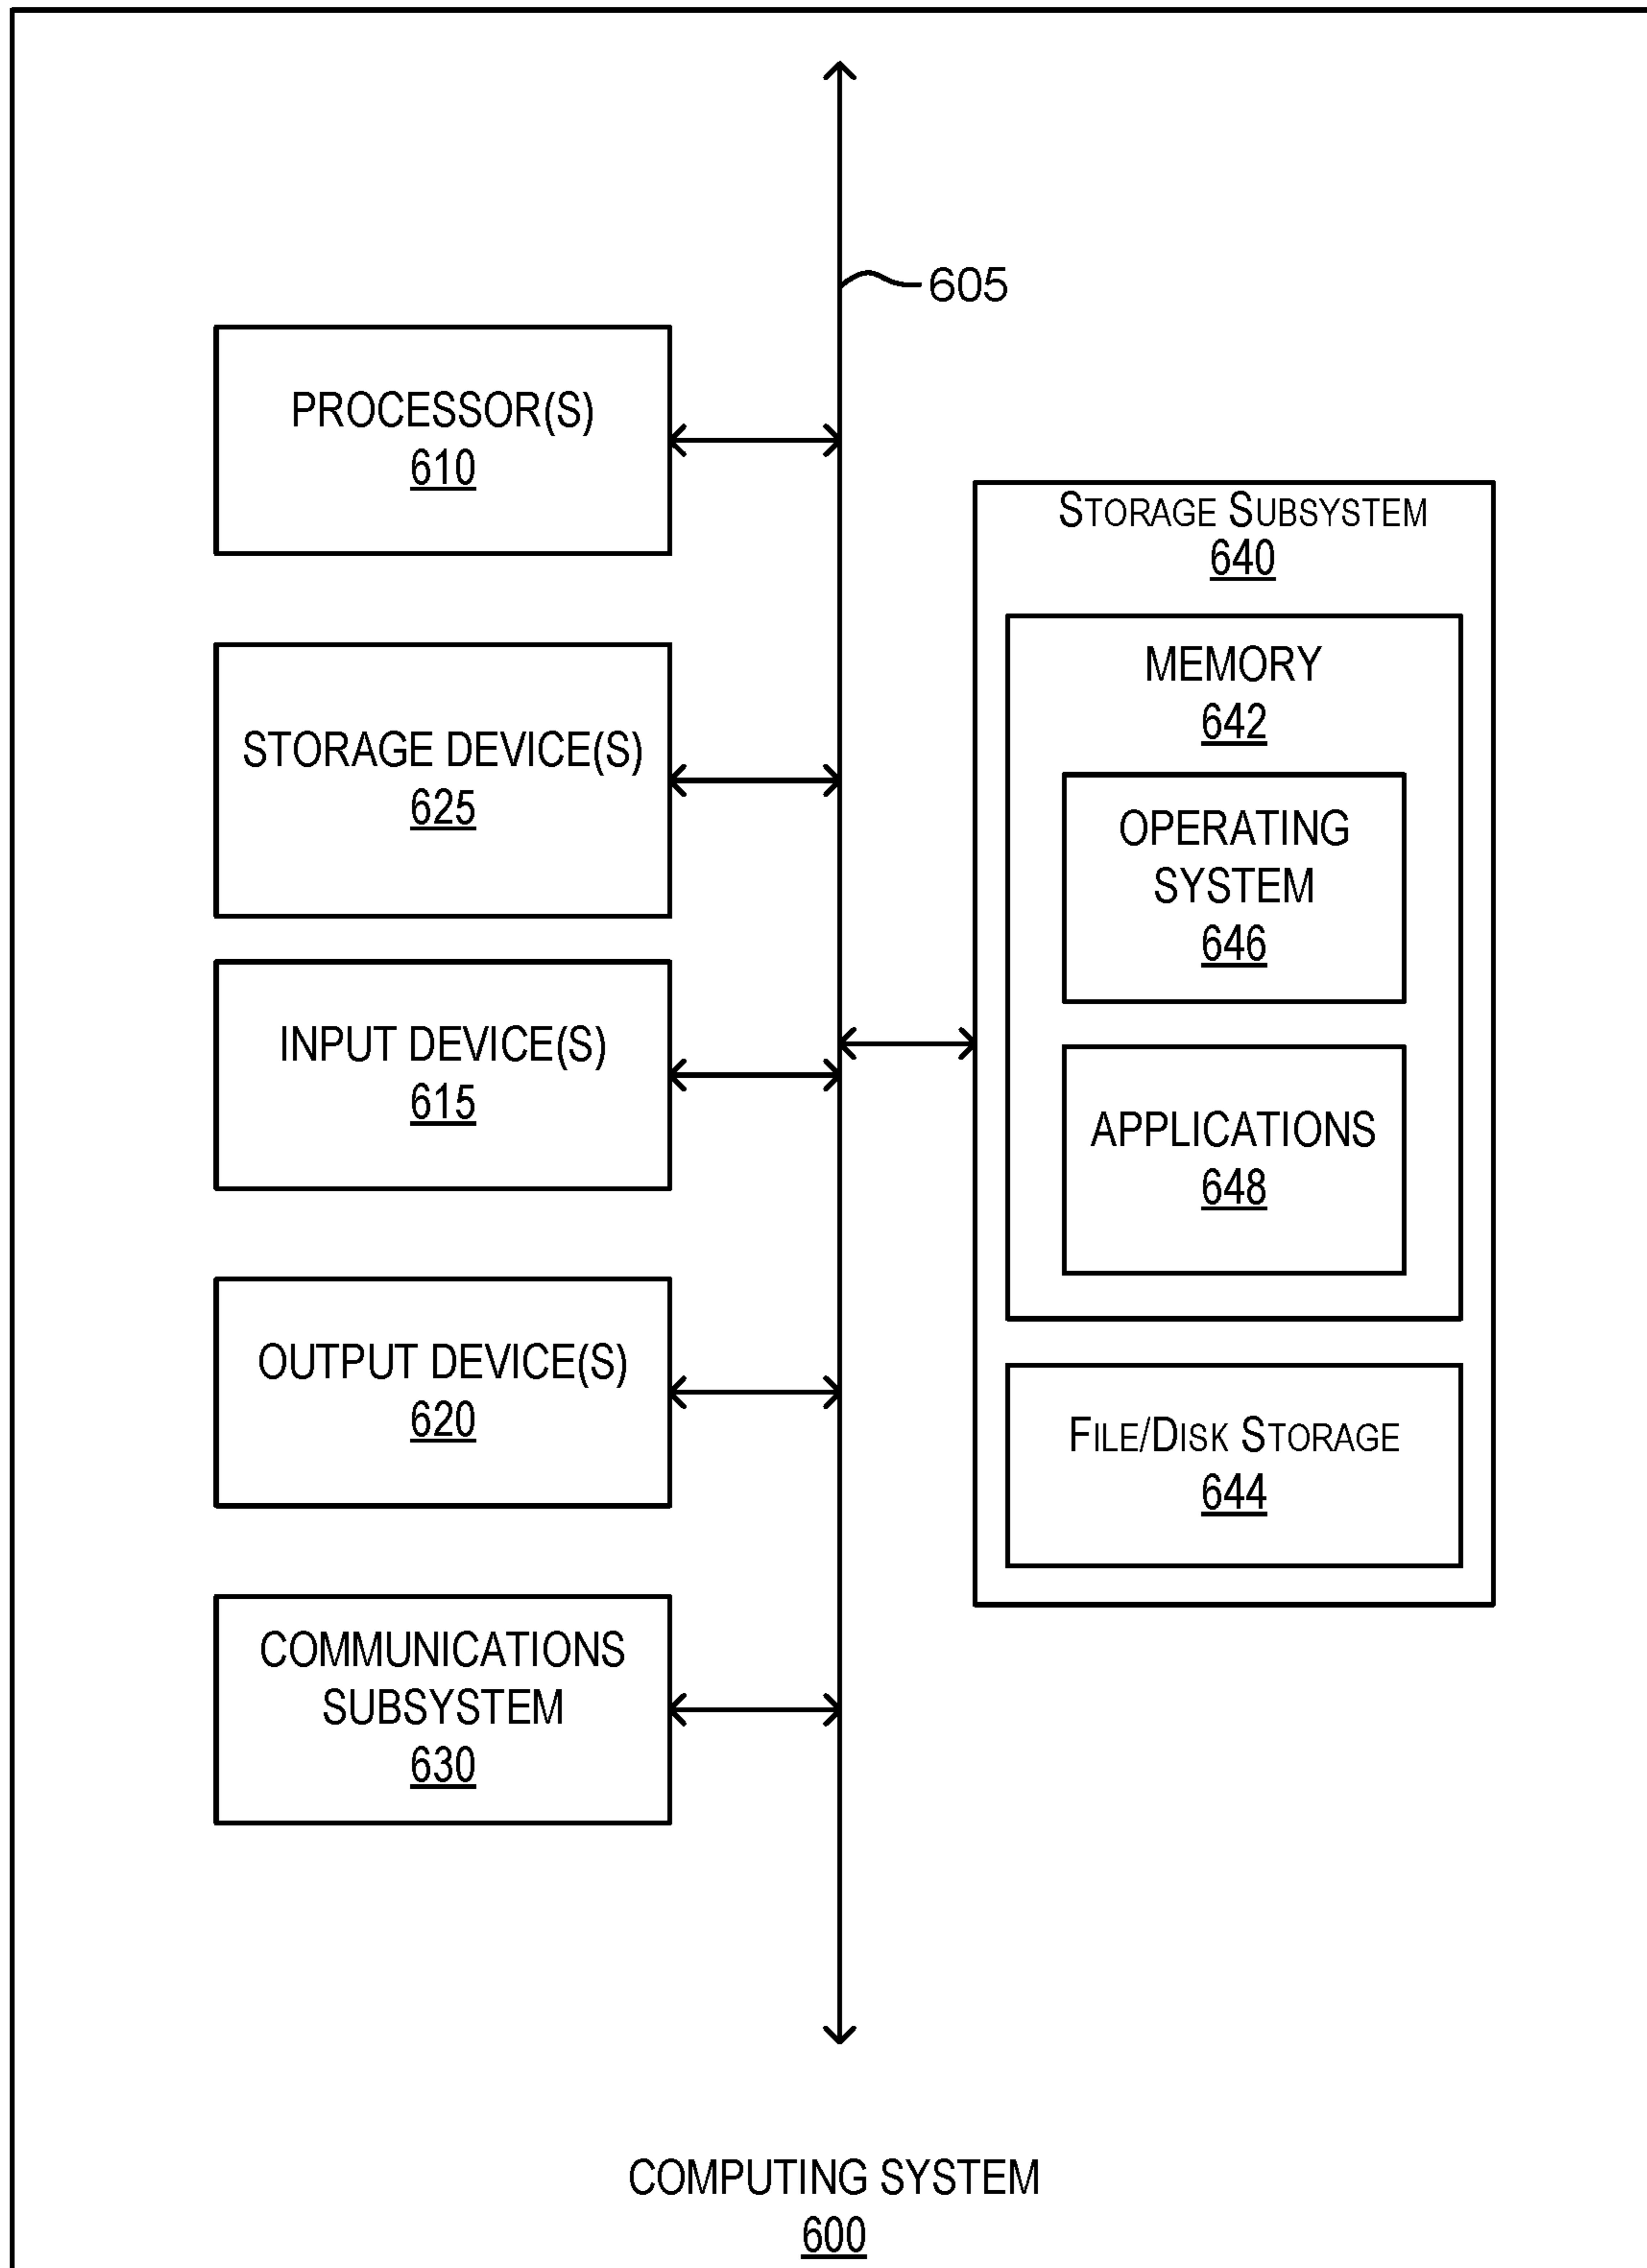 605
PROCESSOR(S)
610
STORAGE DEVICE(S)
625
INPUT DEVICE(S)
615
OUTPUT DEVICE(S)
620
COMMUNICATIONS
SUBSYSTEM
630
STORAGE SUBSYSTEM
640
MEMORY
642
OPERATING
SYSTEM
646
APPLICATIONS
648
FILE/DISK STORAGE
644
COMPUTING SYSTEM
600